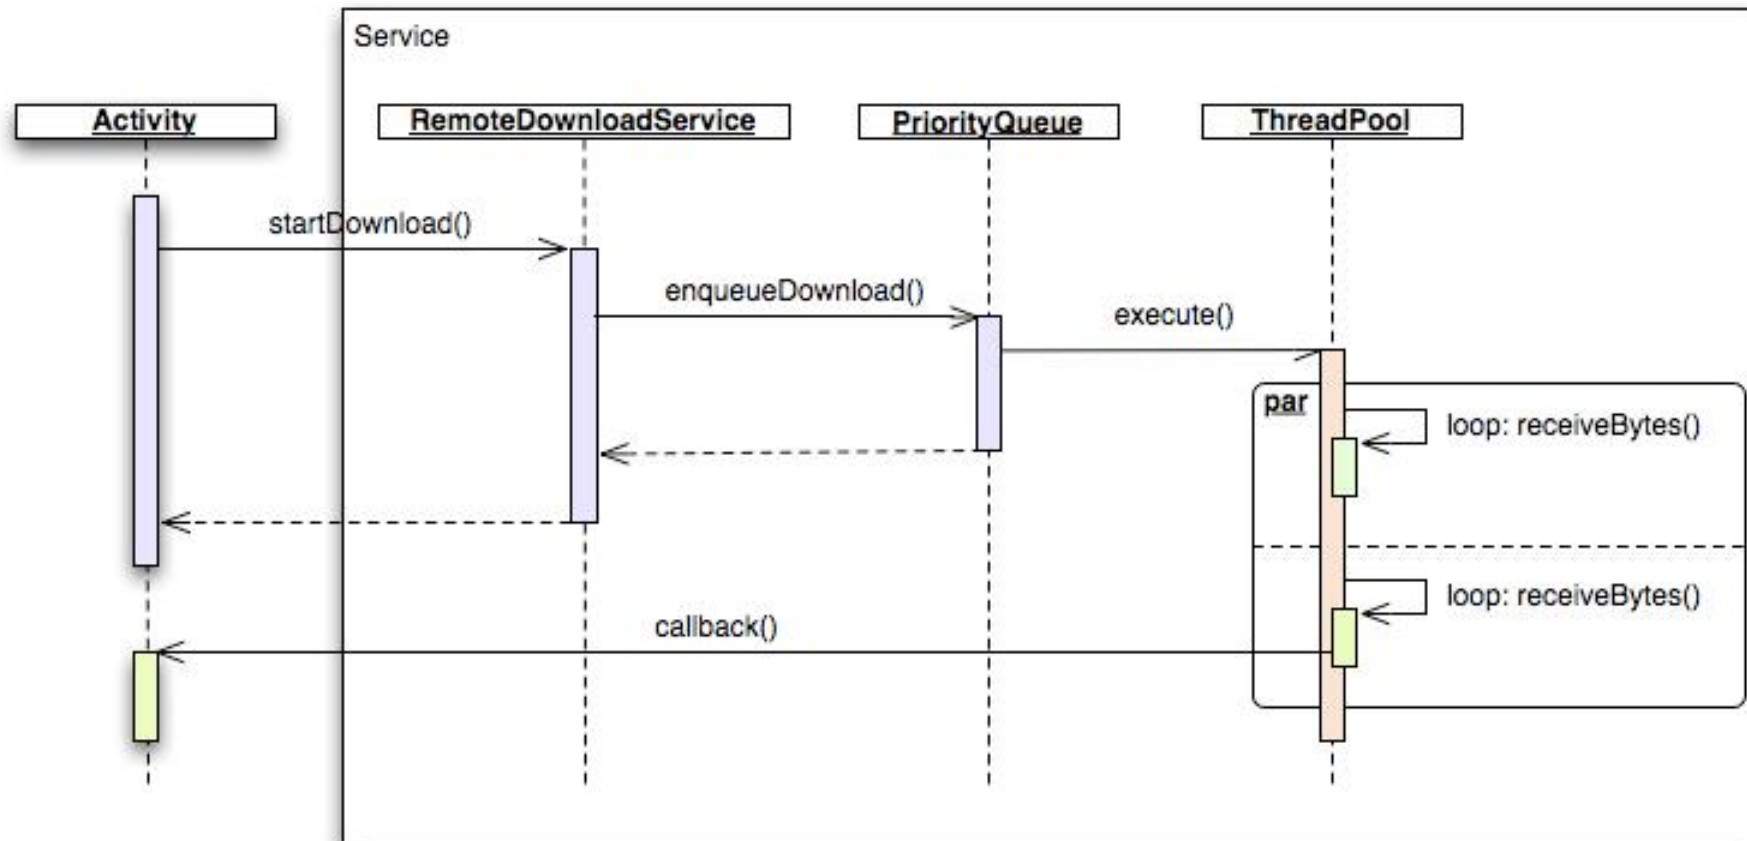 Service
Activity
RemoteDownloadService
PriorityQueue
ThreadPool
startDownload()
enqueueDownload()
execute()
par
loop: receiveBytes()
loop: receiveBytes()
callback()